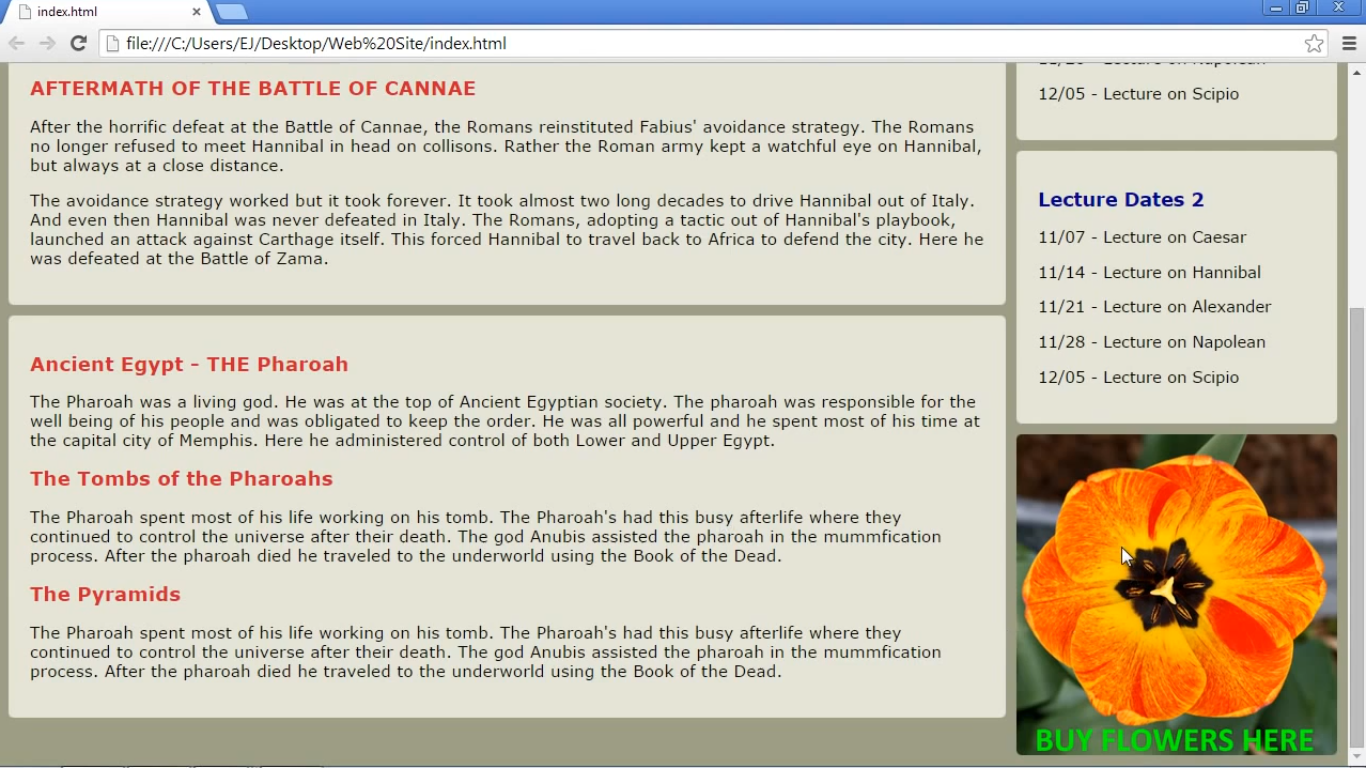 index.html
file:///C:/Users/EJ/Desktop/Web%20Site/index.html
AFTERMATH OF THE BATTLE OF CANNAE
After the horrific defeat at the Battle of Cannae, the Romans reinstituted Fabius' avoidance strategy. The Romans
no longer refused to meet Hannibal in head on collisons. Rather the Roman army kept a watchful eye on Hannibal,
but always at a close distance.
The avoidance strategy worked but it took forever. It took almost two long decades to drive Hannibal out of Italy.
And even then Hannibal was never defeated in Italy. The Romans, adopting a tactic out of Hannibal's playbook,
launched an attack against Carthage itself. This forced Hannibal to travel back to Africa to defend the city. Here he
was defeated at the Battle of Zama.
Ancient Egypt - THE Pharoah
The Pharoah was a living god. He was at the top of Ancient Egyptian society. The pharoah was responsible for the
well being of his people and was obligated to keep the order. He was all powerful and he spent most of his time at
the capital city of Memphis. Here he administered control of both Lower and Upper Egypt.
The Tombs of the Pharoahs
The Pharoah spent most of his life working on his tomb. The Pharoah's had this busy afterlife where they
continued to control the universe after their death. The god Anubis assisted the pharoah in the mummfication
process. After the pharoah died he traveled to the underworld using the Book of the Dead.
The Pyramids
The Pharoah spent most of his life working on his tomb. The Pharoah's had this busy afterlife where they
continued to control the universe after their death. The god Anubis assisted the pharoah in the mummfication
process. After the pharoah died he traveled to the underworld using the Book of the Dead.
12/05 - Lecture on Scipio
Lecture Dates 2
11/07 - Lecture on Caesar
11/14 - Lecture on Hannibal
11/21 - Lecture on Alexander
11/28 - Lecture on Napolean
12/05 - Lecture on Scipio
BUY FLOWERS HERE